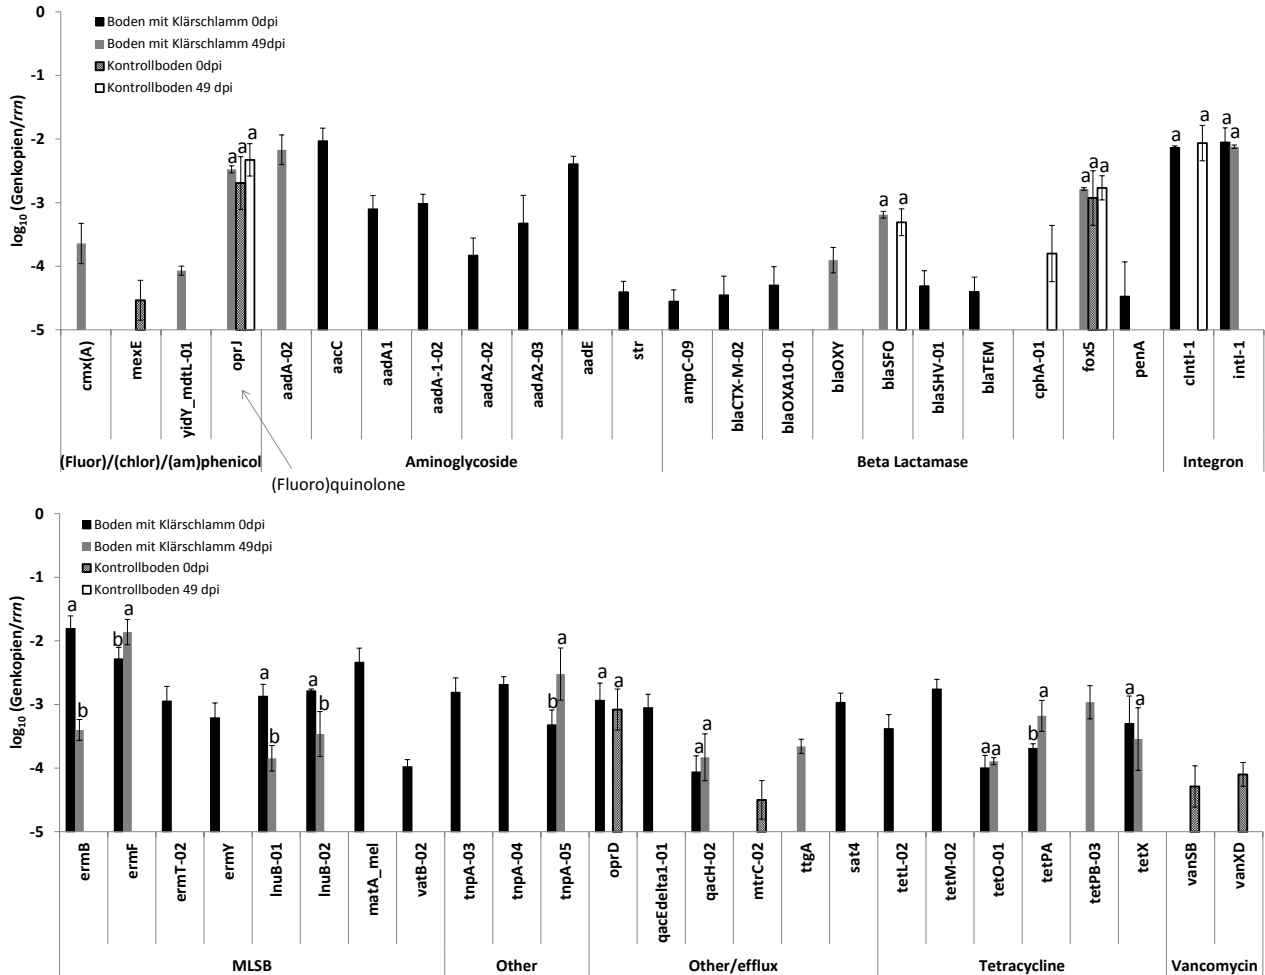 0
-1
-2
-3
-4
-5
log10 (Genkopien/rrn)
Boden mit Klärschlamm 0dpi
Boden mit Klärschlamm 49dpi
Kontrollboden 0dpi
Kontrollboden 49 dpi
a a a
a a
a a a
a a
a a
cmx(A)
mexE
yidY_mdtL-01
oprJ
aadA-02
aacC
aadA1
aadA-1-02
aadA2-02
aadA2-03
aadE
str
ampC-09
blaCTX-M-02
blaOXA10-01
blaOXY
blaSFO
blaSHV-01
blaTEM
cphA-01
fox5
penA
cIntI-1
intI-1
(Fluor)/(chlor)/(am)phenicol
Aminoglycoside
Beta Lactamase
Integron
(Fluoro)quinolone
0
-1
-2
-3
-4
-5
log10 (Genkopien/rrn)
Boden mit Klärschlamm 0dpi
Boden mit Klärschlamm 49dpi
Kontrollboden 0dpi
Kontrollboden 49 dpi
a b
b a
a b
a b
b a
a a
a a
a a
b a
a a
ermB
ermF
ermT-02
ermY
lnuB-01
lnuB-02
matA_mel
vatB-02
tnpA-03
tnpA-04
tnpA-05
oprD
qacEdelta1-01
qacH-02
mtrC-02
ttgA
sat4
tetL-02
tetM-02
tetO-01
tetPA
tetPB-03
tetX
vanSB
vanXD
MLSB
Other
Other/efflux
Tetracycline
Vancomycin